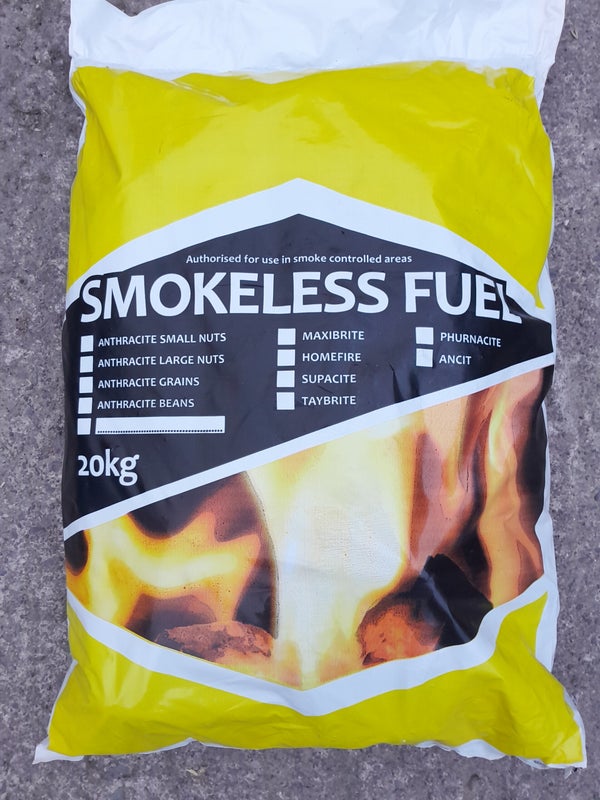 Authorised for use in smoke controlled areas
SMOKELESS FUEL
ANTHRACITE SMALL NUTS
ANTHRACITE LARGE NUTS
ANTHRACITE GRAINS
ANTHRACITE BEANS
MAXIBRITE
HOMEFIRE
SUPACITE
TAYBRITE
PHURNACITE
ANCIT
20kg